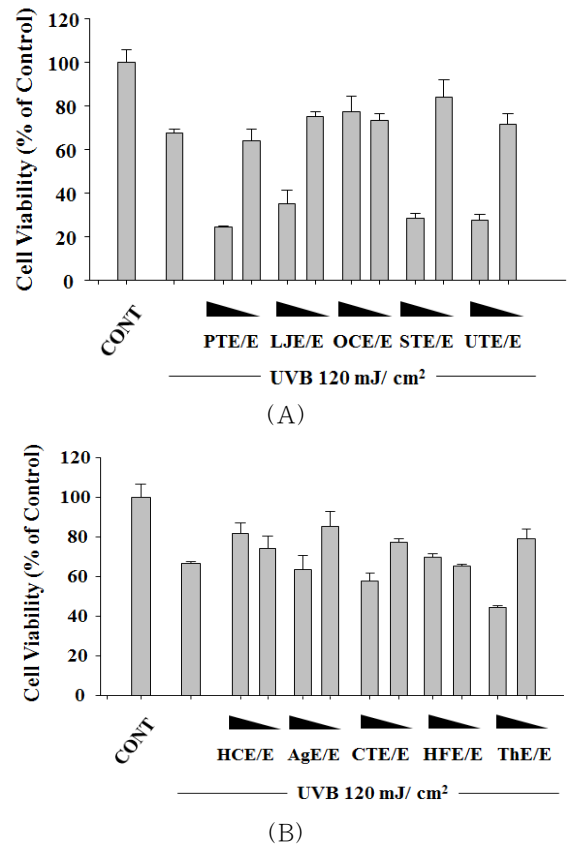 Cell Viability (% of Control)
120
100
80
60
40
20
0
CONT
PTE/E LJE/E OCE/E STE/E UTE/E
UVB 120 mJ/ cm²
(A)
Cell Viability (% of Control)
120
100
80
60
40
20
0
CONT
HCE/E AgE/E CTE/E HFE/E ThE/E
UVB 120 mJ/ cm²
(B)